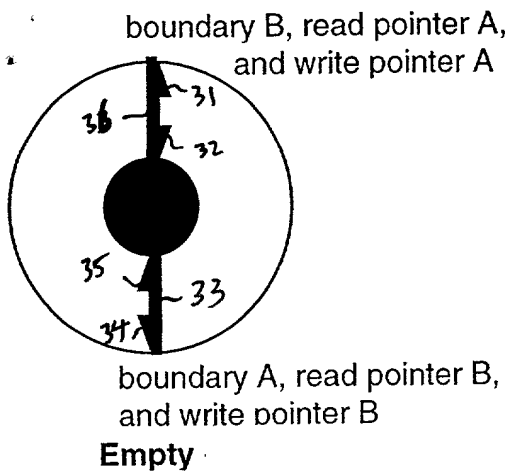 boundary B, read pointer A,
and write pointer A
31
36
32
35
33
34
boundary A, read pointer B,
and write pointer B
Empty